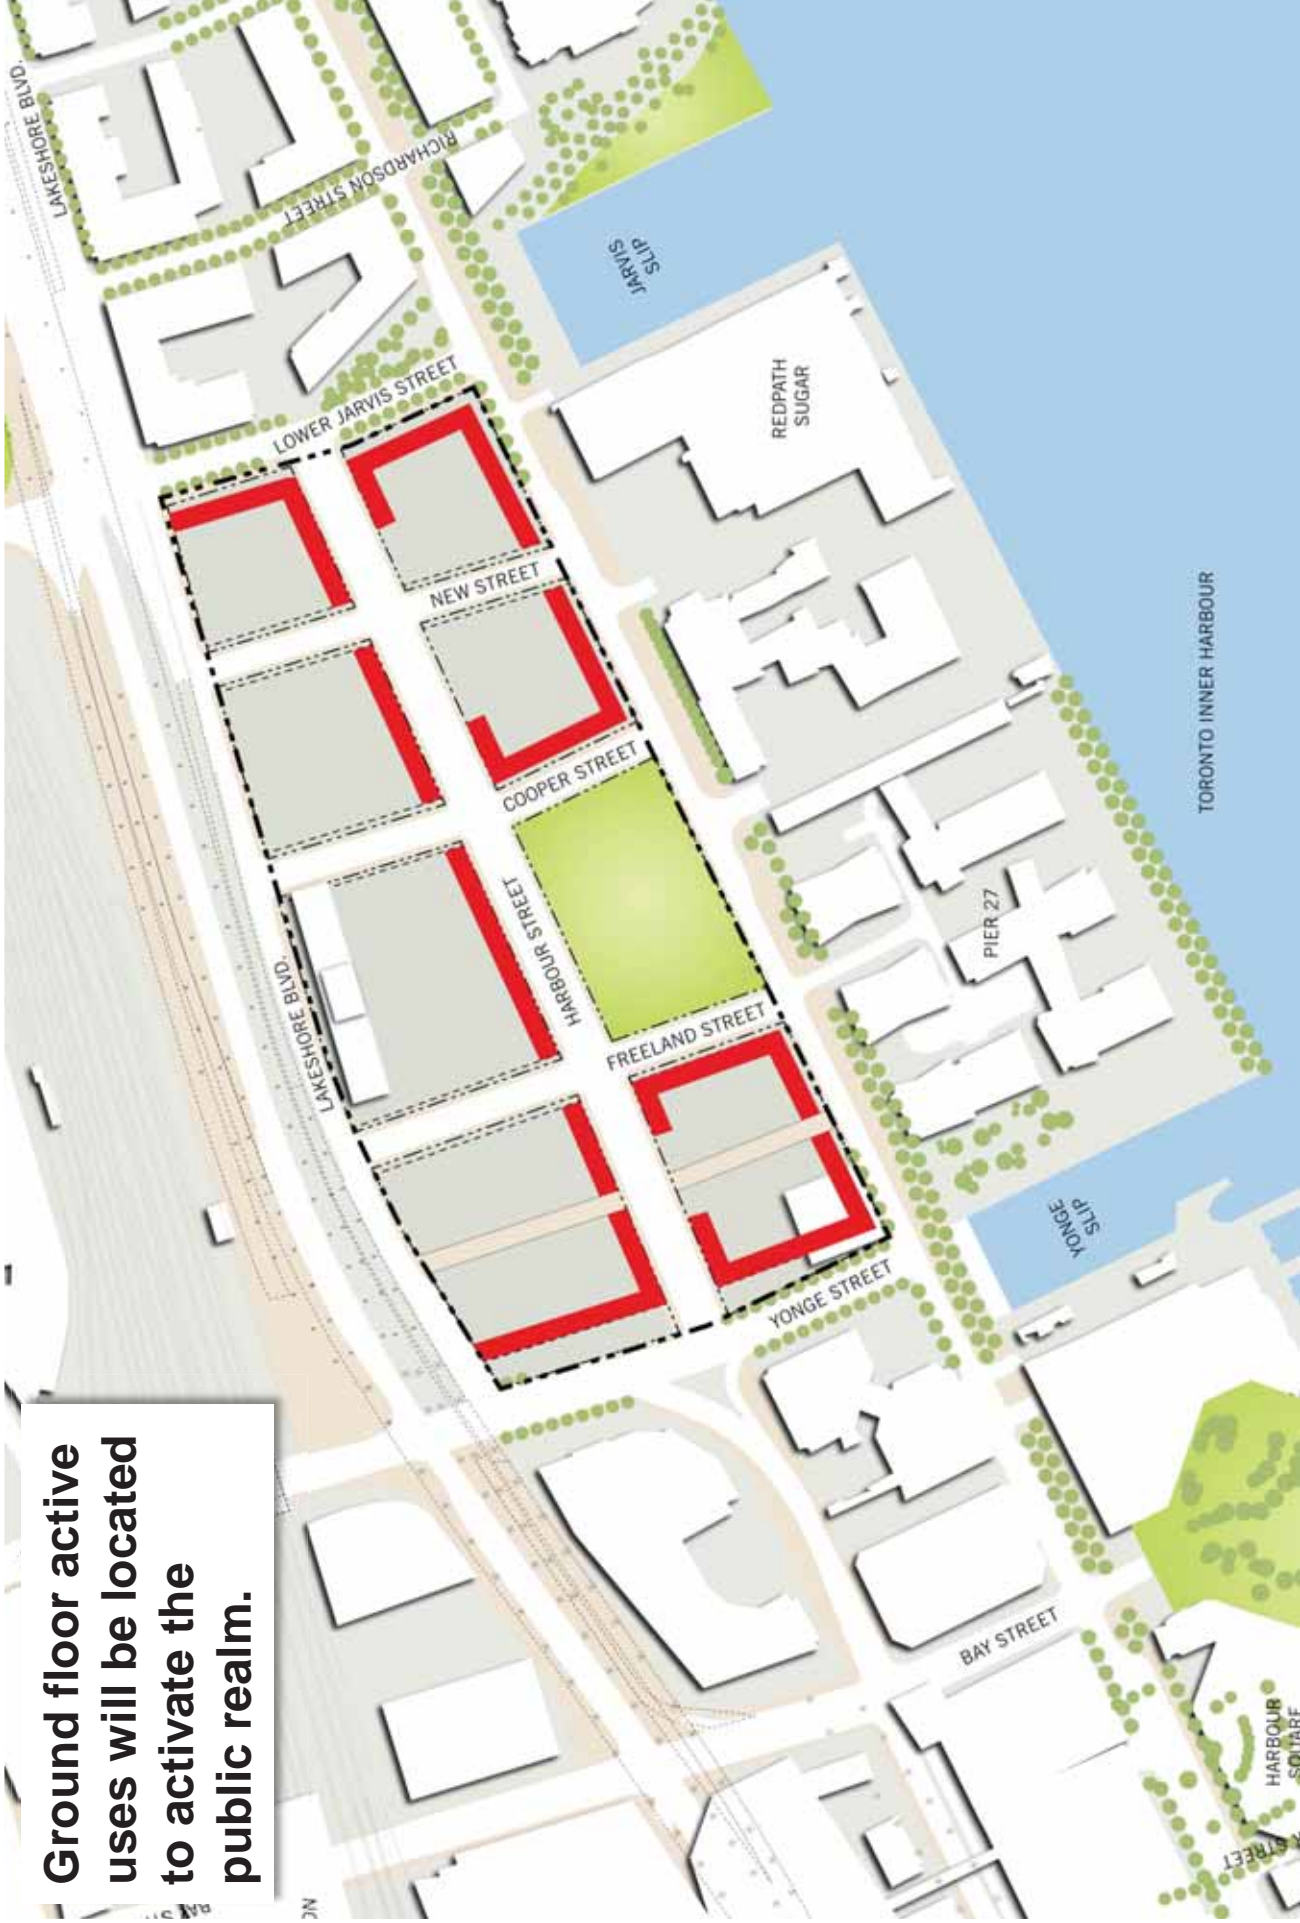 Ground floor active
uses will be located
to activate the
public realm.
LAKESHORE BLVD.
RICHARDSON STREET
LOWER JARVIS STREET
JARVIS
SLIP
REDPATH
SUGAR
NEW STREET
COOPER STREET
HARBOUR STREET
LAKESHORE BLVD.
FREELAND STREET
PIER 27
TORONTO INNER HARBOUR
YONGE
SLIP
YONGE STREET
BAY STREET
HARBOUR
SQUARE
STREET